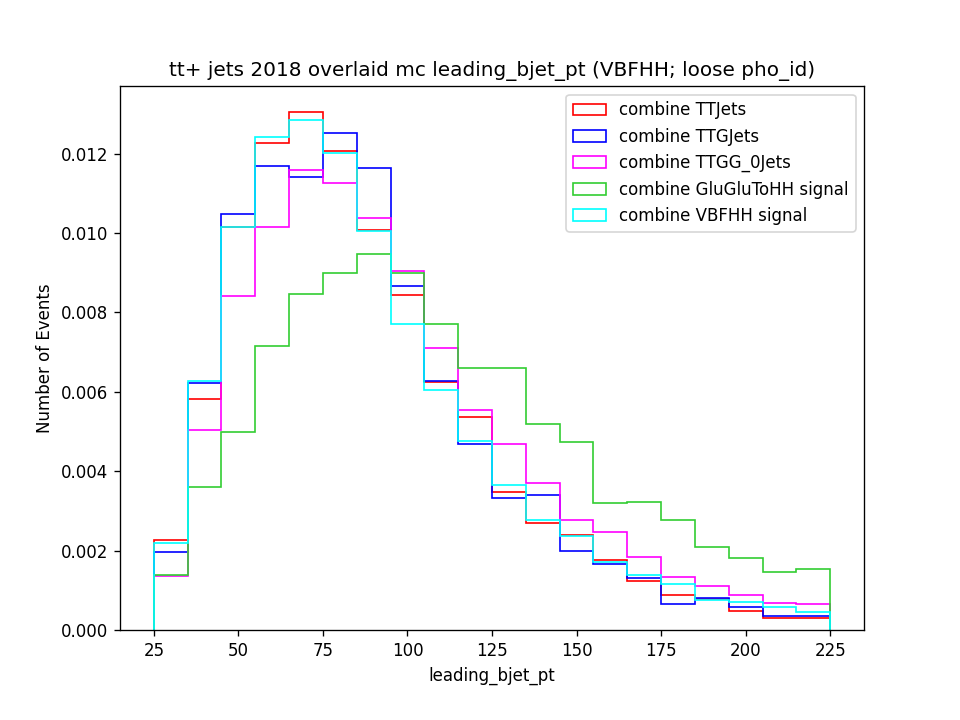 tt+ jets 2018 overlaid mc leading_bjet_pt (VBFHH; loose pho_id)
combine TTJets
combine TTGJets
combine TTGG_0Jets
combine GluGluToHH signal
combine VBFHH signal
0.012
0.010
0.008
0.006
0.004
0.002
0.000
Number of Events
25 50 75 100 125 150 175 200 225
leading_bjet_pt